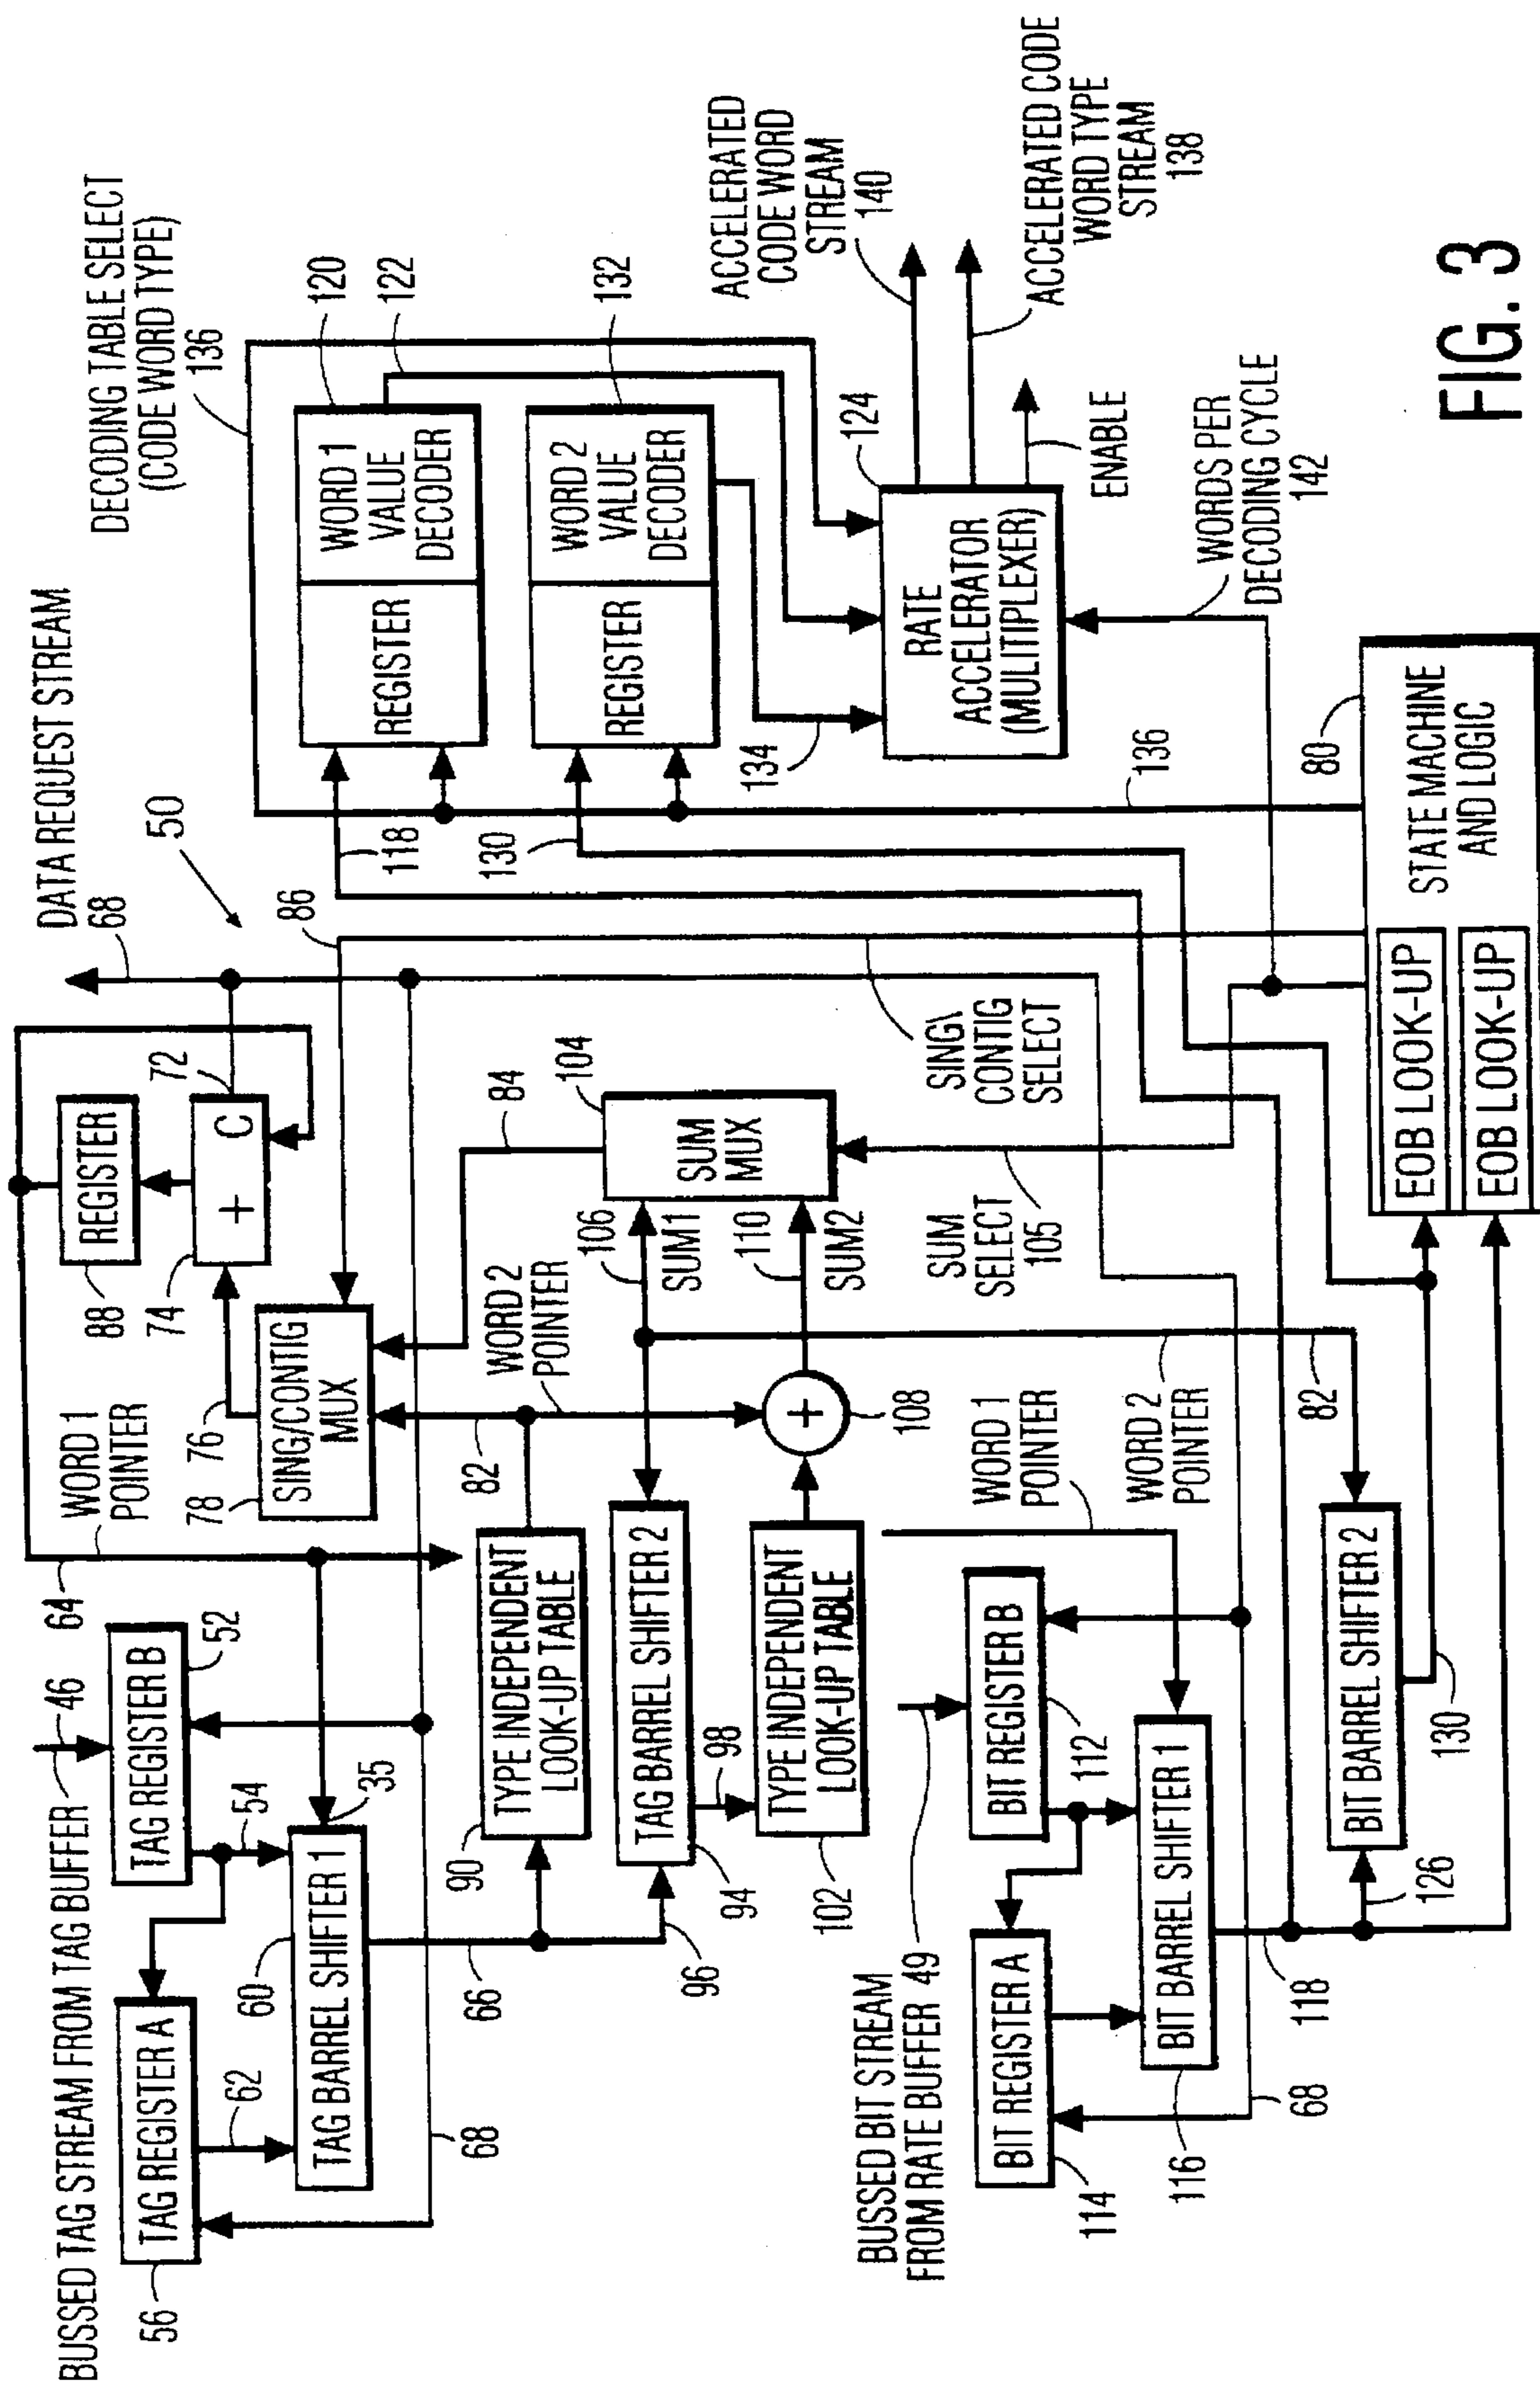 BUSSED TAG STREAM FROM TAG BUFFER
46
TAG REGISTER A
56
62
TAG REGISTER B
52
54
60
TAG BARREL SHIFTER 1
35
68
66
64
WORD 1
POINTER
78
SING/CONTIG
MUX
76
88
REGISTER
74
+ C
72
DATA REQUEST STREAM
68
50
86
90
TYPE INDEPENDENT
LOOK-UP TABLE
82
WORD 2
POINTER
84
96
94
TAG BARREL SHIFTER 2
98
102
TYPE INDEPENDENT
LOOK-UP TABLE
+
108
106
SUM1
110
SUM2
104
SUM
MUX
SUM
SELECT
105
SING\
CONTIG
SELECT
BUSSED BIT STREAM
FROM RATE BUFFER 49
BIT REGISTER A
114
BIT REGISTER B
112
116
BIT BARREL SHIFTER 1
68
118
126
WORD 1
POINTER
WORD 2
POINTER
82
BIT BARREL SHIFTER 2
130
EOB LOOK-UP
EOB LOOK-UP
STATE MACHINE
AND LOGIC
80
DECODING TABLE SELECT
(CODE WORD TYPE)
136
118
REGISTER
WORD 1
VALUE
DECODER
120
122
130
REGISTER
WORD 2
VALUE
DECODER
132
134
136
RATE
ACCELERATOR
(MULITIPLEXER)
124
ENABLE
WORDS PER
DECODING CYCLE
142
ACCELERATED
CODE WORD
STREAM
140
ACCELERATED CODE
WORD TYPE
STREAM
138
FIG. 3